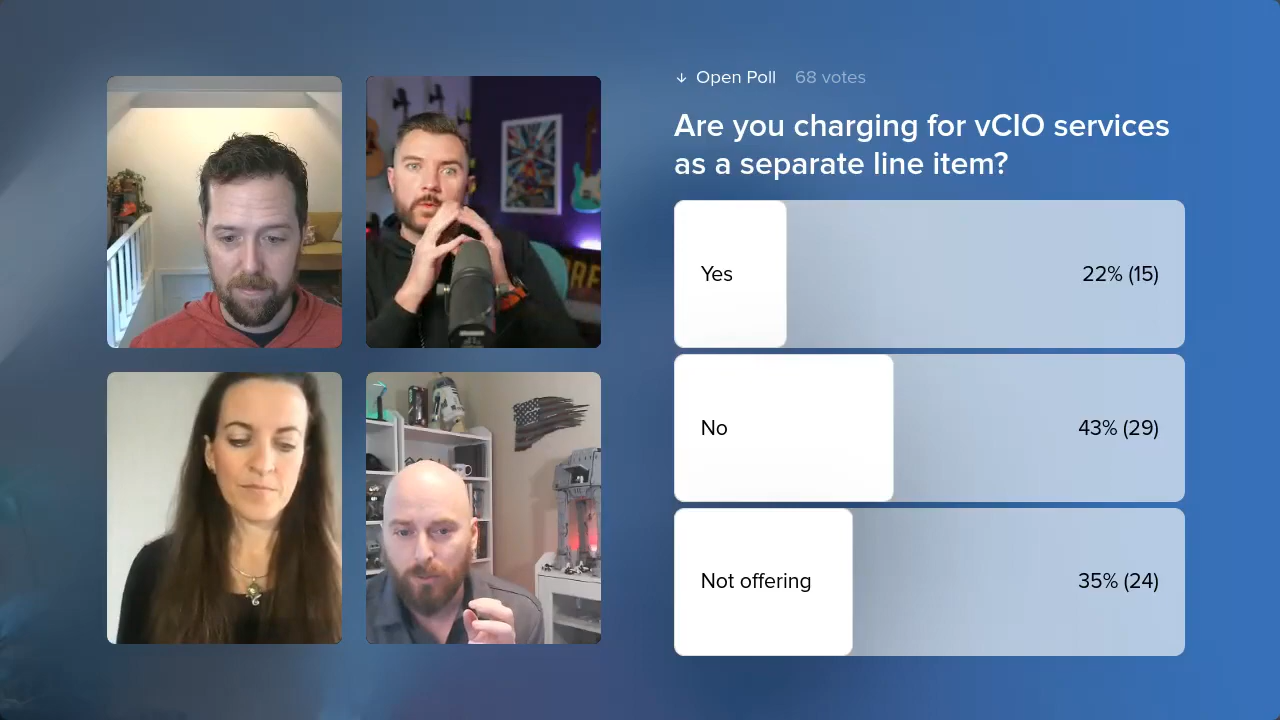 ↓ Open Poll 68 votes
Are you charging for vCIO services
as a separate line item?
Yes 22% (15)
No 43% (29)
Not offering 35% (24)